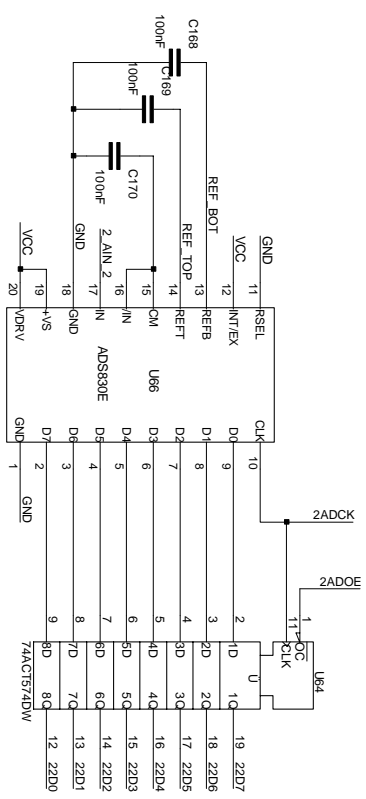 C168
100nF
C169
100nF
C170
100nF
REF_BOT
REF_TOP
2_AIN_2
GND
VCC
GND
VCC
11
12
13
14
15
16
17
18
19
20
RSEL
INT/EX
REFB
REFT
CM
/IN
IN
GND
+VS
VDRV
U66
ADS830E
CLK
D0
D1
D2
D3
D4
D5
D6
D7
GND
10
9
8
7
6
5
4
3
2
1
GND
2ADCK
2ADOE
1
11
OC
CLK
U64
Ü
2
3
4
5
6
7
8
9
1D
2D
3D
4D
5D
6D
7D
8D
1Q
2Q
3Q
4Q
5Q
6Q
7Q
8Q
74ACT574DW
19
18
17
16
15
14
13
12
22D7
22D6
22D5
22D4
22D3
22D2
22D1
22D0